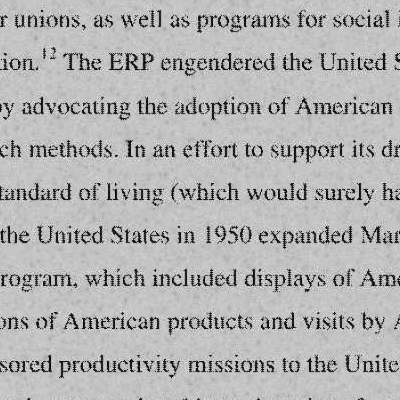 r unions, as well as programs for social
ion.12 The ERP engendered the United S
by advocating the adoption of American
ch methods. In an effort to support its dr
tandard of living (which would surely ha
the United States in 1950 expanded Mar
rogram, which included displays of Ame
ons of American products and visits by A
sored productivity missions to the Unite